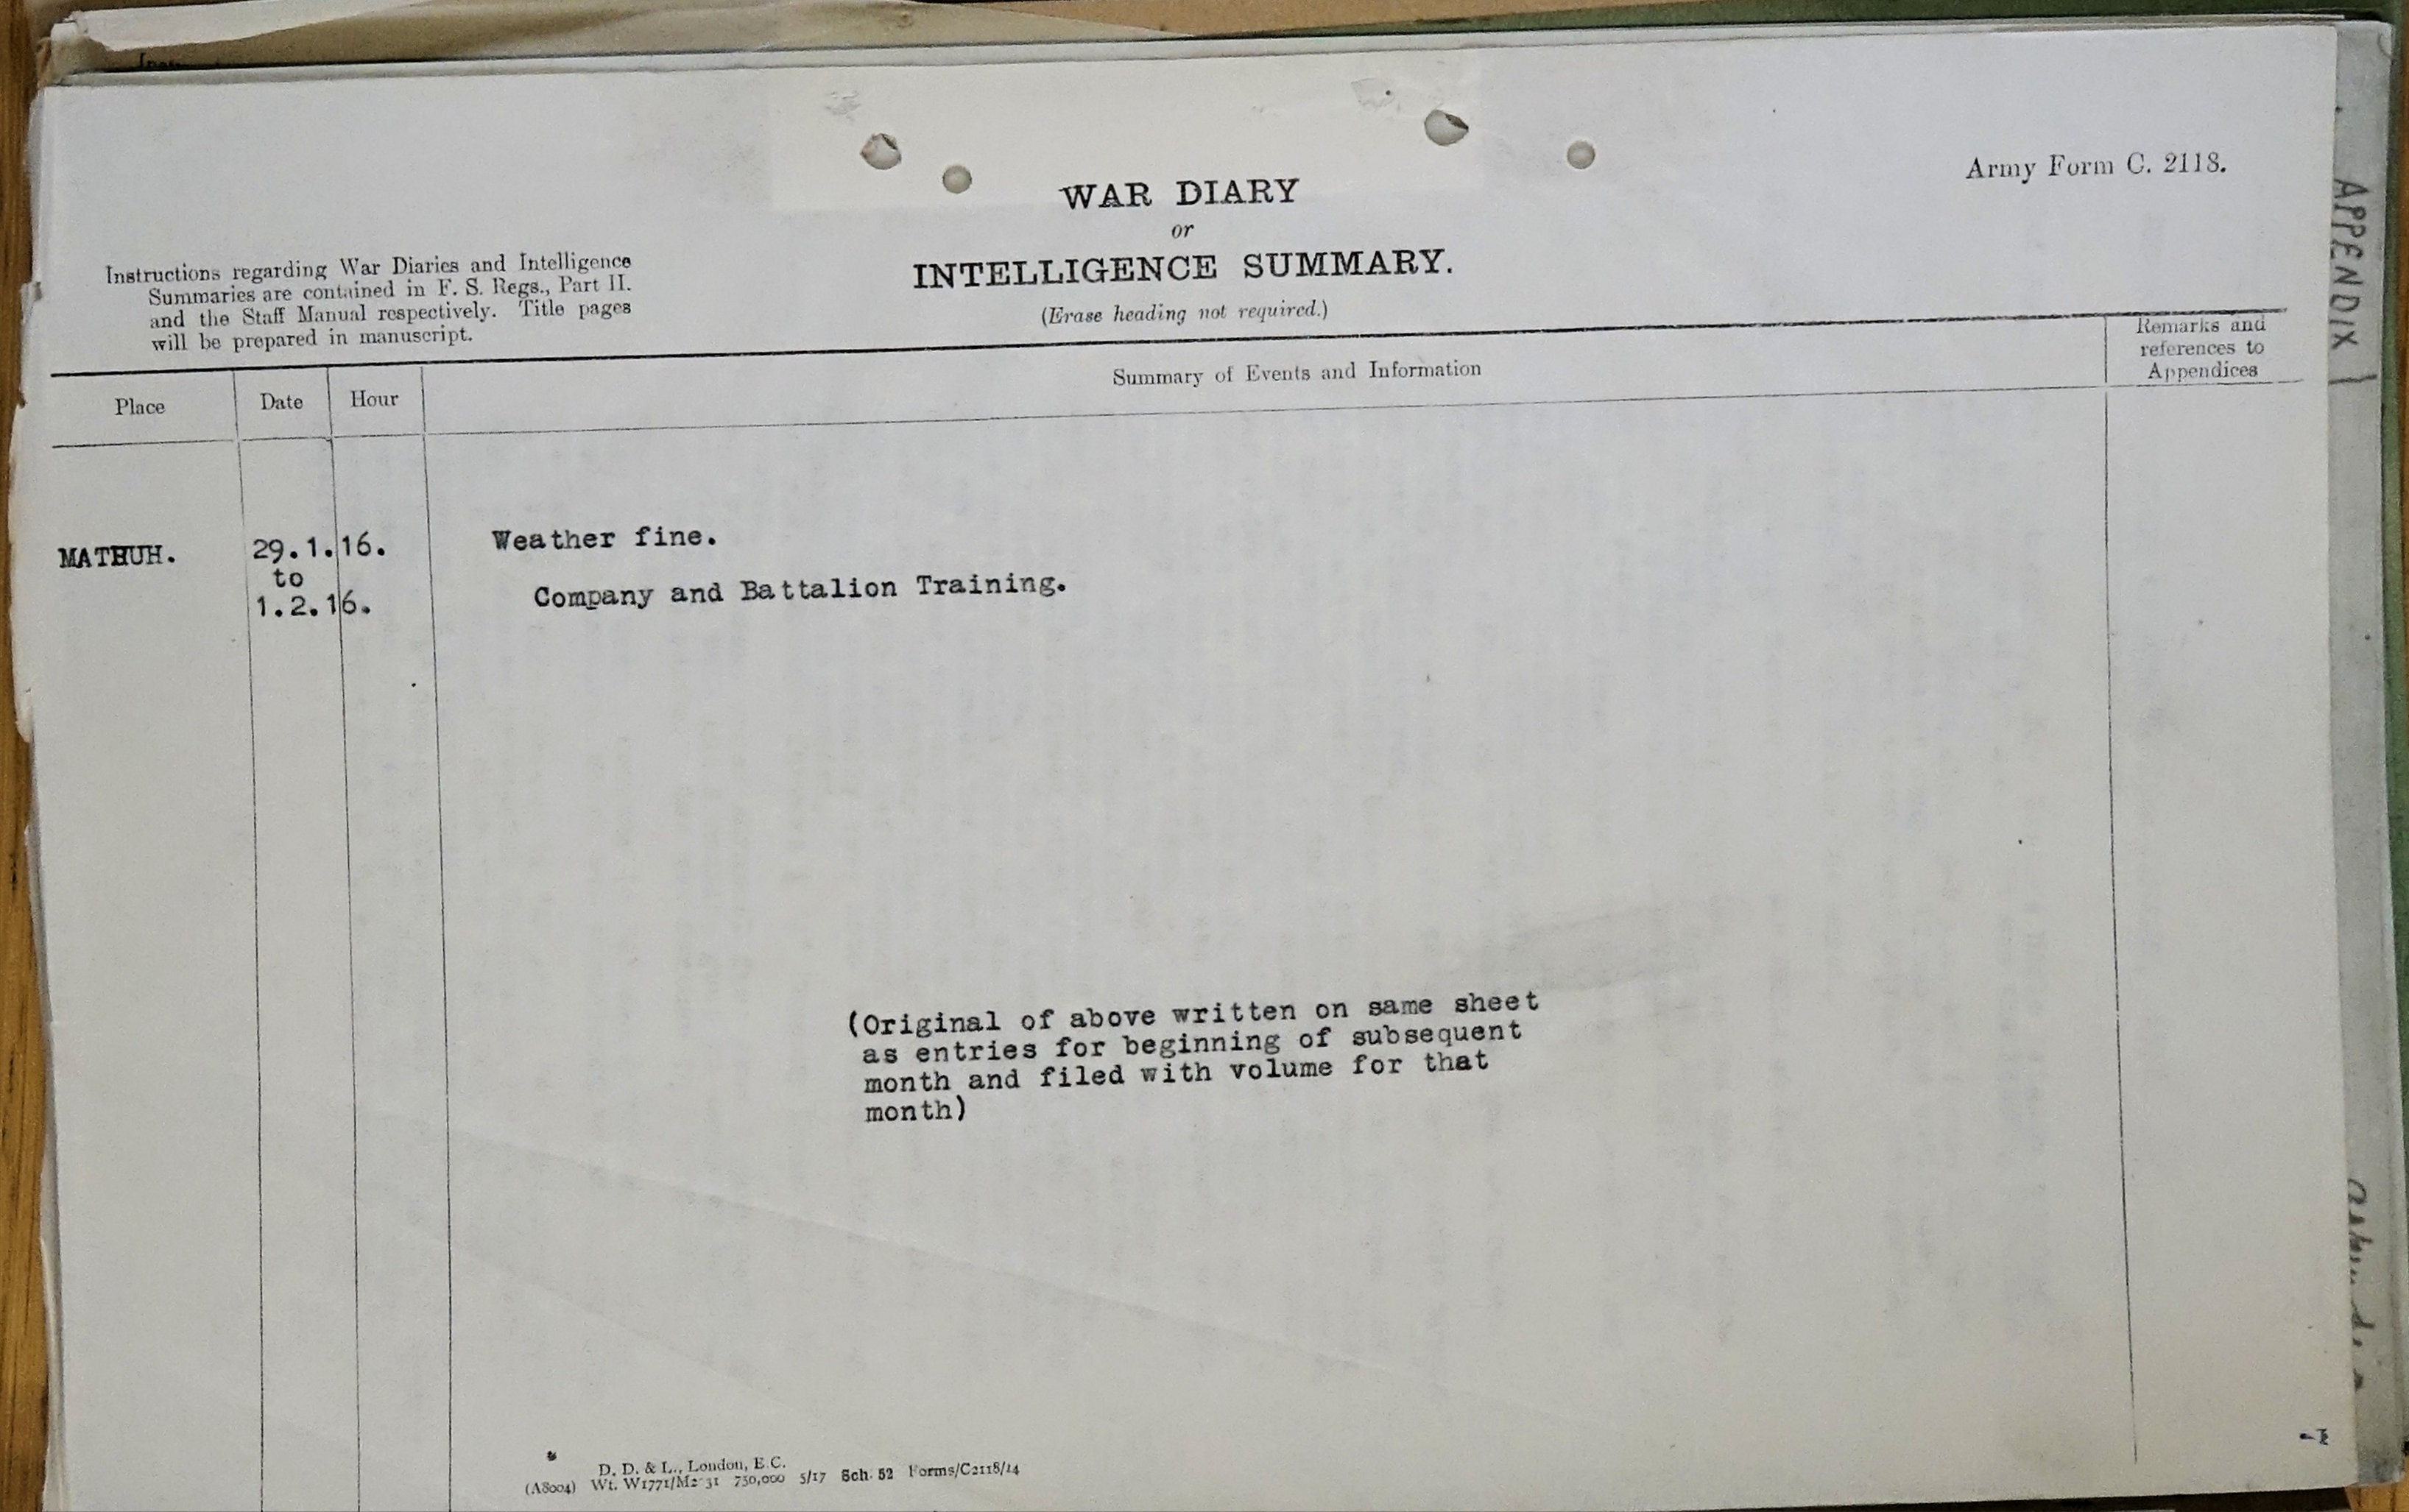 Army Form C. 2118.
WAR DIARY
or
INTELLIGENCE SUMMARY.
(Erase heading not required.)
Instructions regarding War Diaries and Intelligence
Summaries are contained in F. S. Regs., Part II.
and the Staff Manual respectively. Title pages
will be prepared in manuscript.
Place
Date
Hour
Summary of Events and Information
Remarks and
references to
Appendices
MATRUH.
29.1.16.
to
1.2.16.
Weather fine.
Company and Battalion Training.
(Original of above written on same sheet
as entries for beginning of subsequent
month and filed with volume for that
month)
D. D. & L., London, E.C.
(A8004) Wt. 750,000 5/17 Sch. 52 Forms/C2118/14
APPENDIX 1